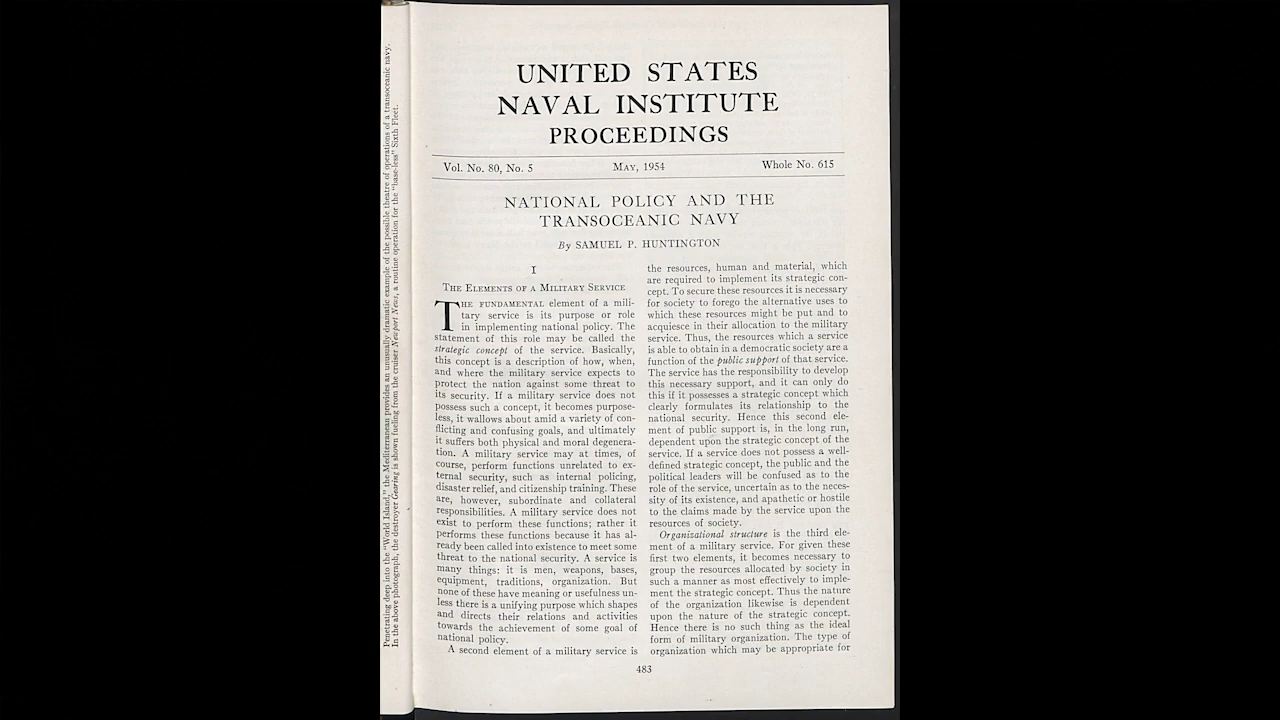 Penetrating deep into the "World Island," the Mediterranean provides an unusually dramatic example of the possible theatre of operations of a transoceanic navy.
In the above photograph, the destroyer Gearing is shown fueling from the cruiser Newport News, a routine operation for the "base-less" Sixth Fleet.
UNITED STATES
NAVAL INSTITUTE
PROCEEDINGS
Vol. No. 80, No. 5 MAY, 1954 Whole No. 615
NATIONAL POLICY AND THE
TRANSOCEANIC NAVY
By SAMUEL P. HUNTINGTON
I
THE ELEMENTS OF A MILITARY SERVICE
THE FUNDAMENTAL element of a mili-
tary service is its purpose or role
in implementing national policy. The
statement of this role may be called the
strategic concept of the service. Basically,
this concept is a description of how, when,
and where the military service expects to
protect the nation against some threat to
its security. If a military service does not
possess such a concept, it becomes purpose-
less, it wallows about amid a variety of con-
flicting and confusing goals, and ultimately
it suffers both physical and moral degenera-
tion. A military service may at times, of
course, perform functions unrelated to ex-
ternal security, such as internal policing,
disaster relief, and citizenship training. These
are, however, subordinate and collateral
responsibilities. A military service does not
exist to perform these functions; rather it
performs these functions because it has al-
ready been called into existence to meet some
threat to the national security. A service is
many things: it is men, weapons, bases,
equipment, traditions, organization. But
none of these have meaning or usefulness un-
less there is a unifying purpose which shapes
and directs their relations and activities
towards the achievement of some goal of
national policy.
A second element of a military service is
the resources, human and material, which
are required to implement its strategic con-
cept. To secure these resources it is necessary
for society to forego the alternative uses to
which these resources might be put and to
acquiesce in their allocation to the military
service. Thus, the resources which a service
is able to obtain in a democratic society are a
function of the public support of that service.
The service has the responsibility to develop
this necessary support, and it can only do
this if it possesses a strategic concept which
clearly formulates its relationship to the
national security. Hence this second ele-
ment of public support is, in the long run,
dependent upon the strategic concept of the
service. If a service does not possess a well-
defined strategic concept, the public and the
political leaders will be confused as to the
role of the service, uncertain as to the neces-
sity of its existence, and apathetic or hostile
to the claims made by the service upon the
resources of society.
Organizational structure is the third ele-
ment of a military service. For given these
first two elements, it becomes necessary to
group the resources allocated by society in
such a manner as most effectively to imple-
ment the strategic concept. Thus the nature
of the organization likewise is dependent
upon the nature of the strategic concept.
Hence there is no such thing as the ideal
form of military organization. The type of
organization which may be appropriate for
483